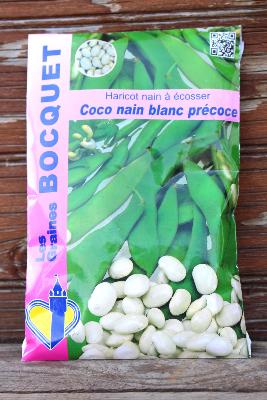 Les Graines BOCQUET
Haricot nain à écosser
Coco nain blanc précoce